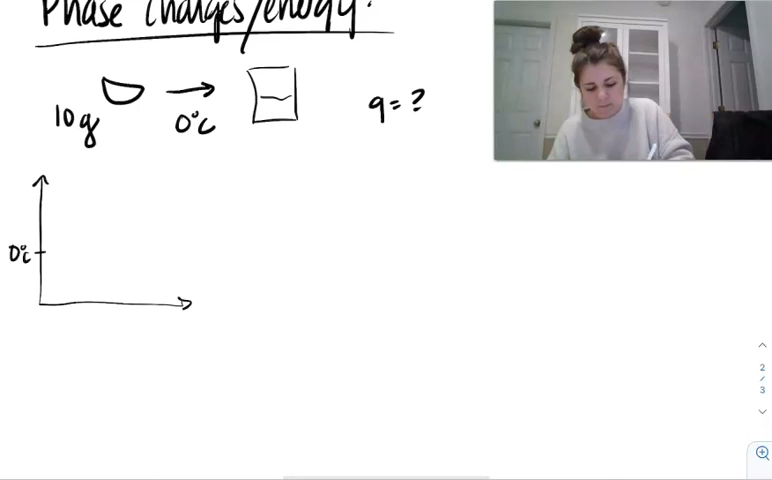 Phase Changes/energy:
10g
0°C
q = ?
0°C
2
/
3